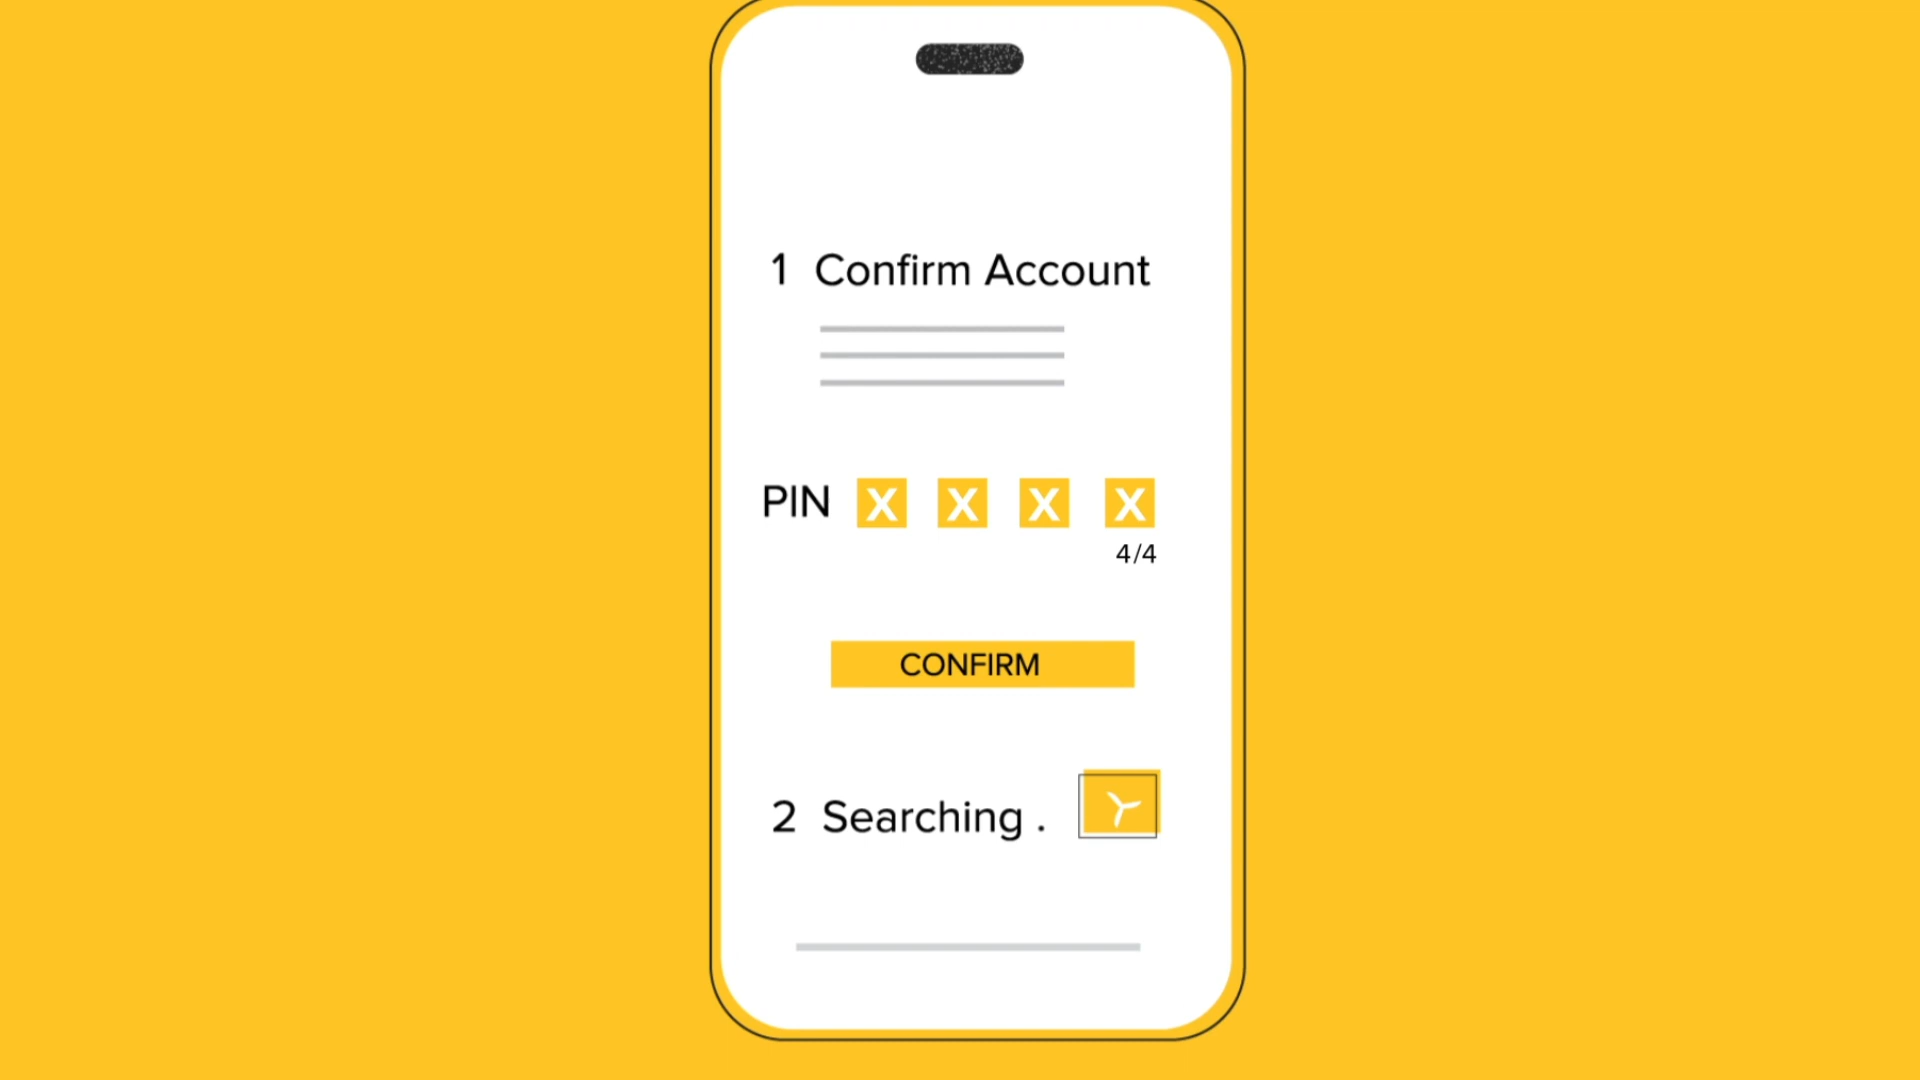 1 Confirm Account
PIN X X X X
4/4
CONFIRM
2 Searching .